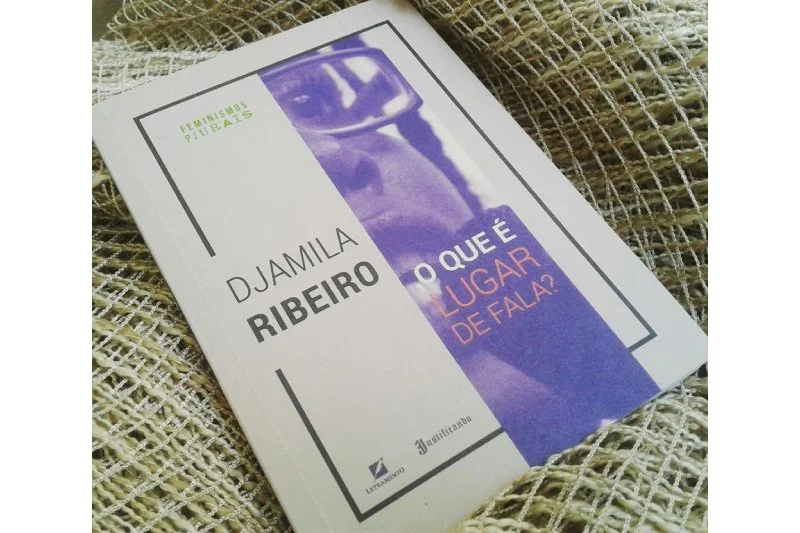 FEMINISMOS
PLURAIS
DJAMILA
RIBEIRO
O QUE É
LUGAR
DE FALA?
LETRAMENTO
Justificando